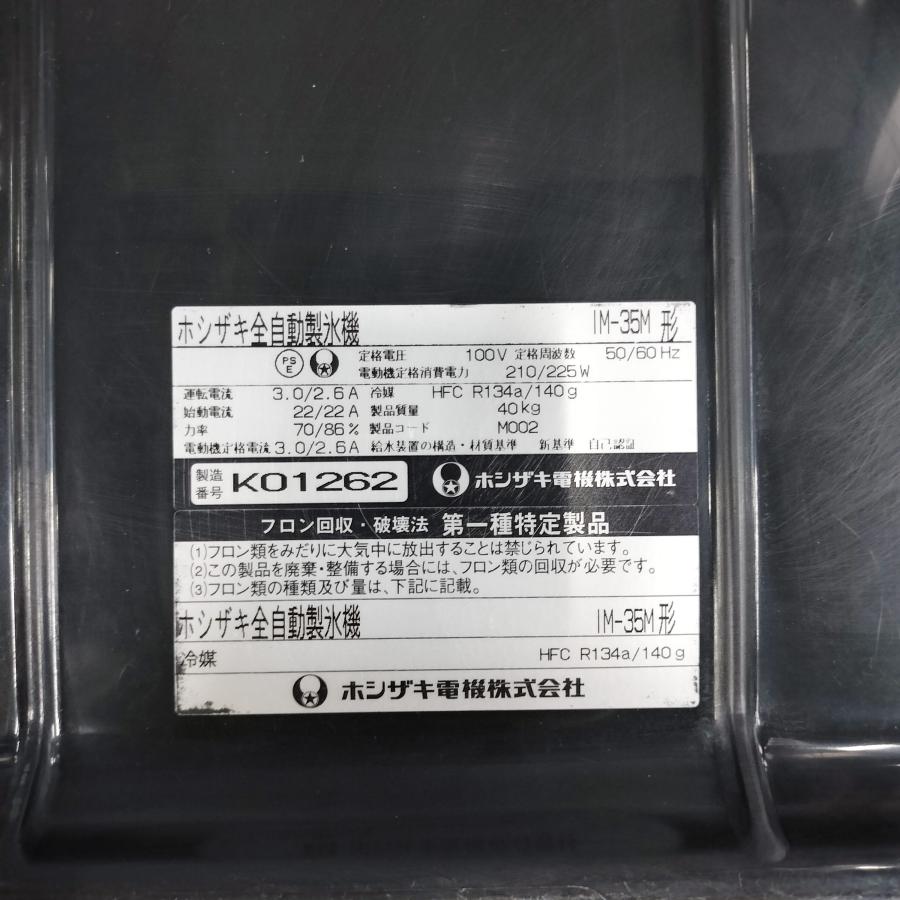 ホシザキ全自動製氷機 IM-35M 形
PS E 定格電圧 100V 定格周波数 50/60Hz
電動機定格消費電力 210/225W
運転電流 3.0/2.6A 冷媒 HFC R134a/140g
始動電流 22/22A 製品質量 40kg
力率 70/86% 製品コード M002
電動機定格電流 3.0/2.6A 給水装置の構造・材質基準 新基準 自己認証
製造番号 K01262 ホシザキ電機株式会社
フロン回収・破壊法 第一種特定製品
(1)フロン類をみだりに大気中に放出することは禁じられています。
(2)この製品を廃棄・整備する場合には、フロン類の回収が必要です。
(3)フロン類の種類及び量は、下記に記載。
ホシザキ全自動製氷機 IM-35M 形
冷媒 HFC R134a/140g
ホシザキ電機株式会社